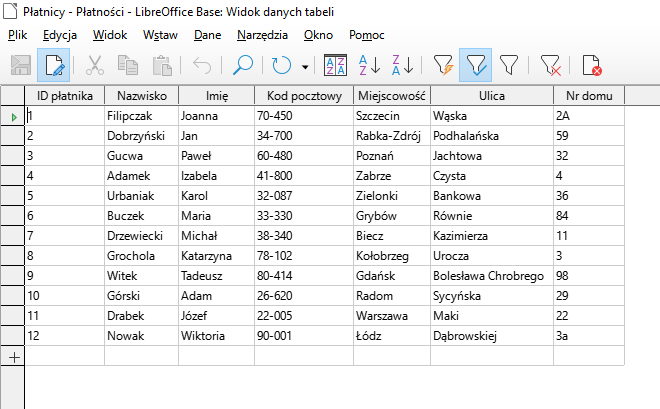 Płatnicy - Płatności - LibreOffice Base: Widok danych tabeli
Plik Edycja Widok Wstaw Dane Narzędzia Okno Pomoc
ID płatnika Nazwisko Imię Kod pocztowy Miejscowość Ulica Nr domu
1 Filipczak Joanna 70-450 Szczecin Wąska 2A
2 Dobrzyński Jan 34-700 Rabka-Zdrój Podhalańska 59
3 Gucwa Paweł 60-480 Poznań Jachtowa 32
4 Adamek Izabela 41-800 Zabrze Czysta 4
5 Urbaniak Karol 32-087 Zielonki Bankowa 36
6 Buczek Maria 33-330 Grybów Równie 84
7 Drzewiecki Michał 38-340 Biecz Kazimierza 11
8 Grochola Katarzyna 78-102 Kołobrzeg Urocza 3
9 Witek Tadeusz 80-414 Gdańsk Bolesława Chrobrego 98
10 Górski Adam 26-620 Radom Sycyńska 29
11 Drabek Józef 22-005 Warszawa Maki 22
12 Nowak Wiktoria 90-001 Łódz Dąbrowskiej 3a